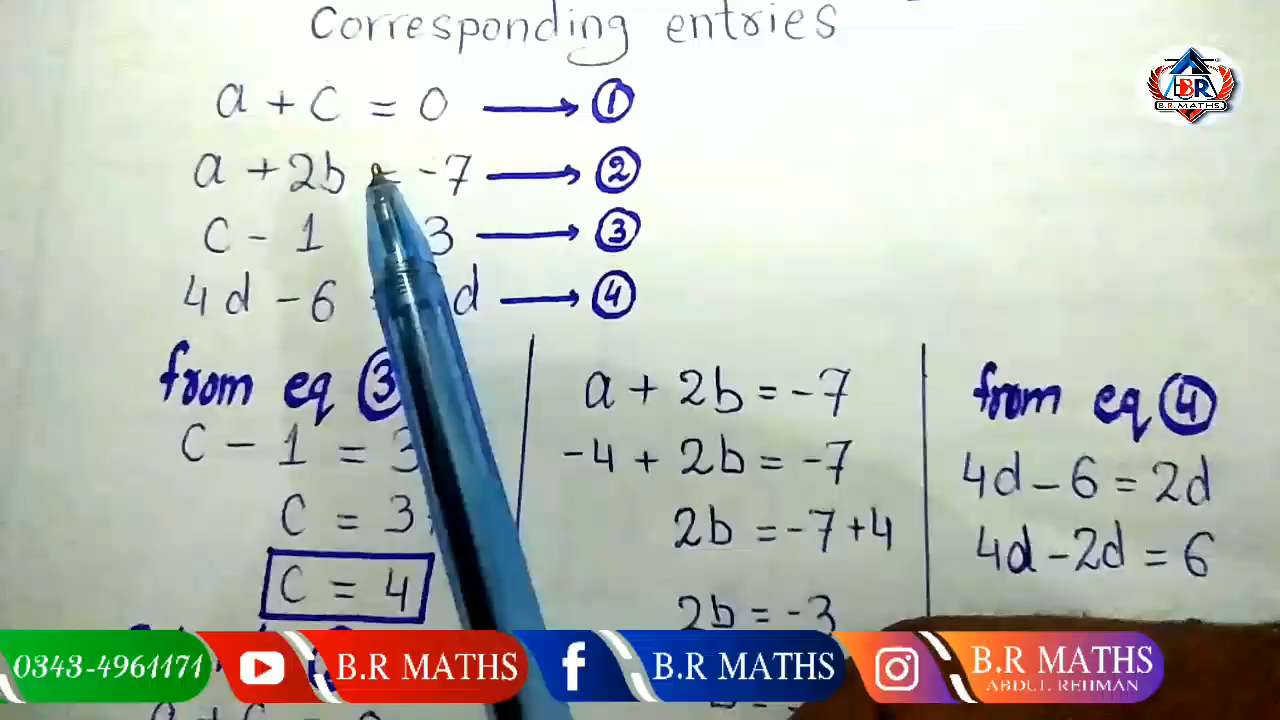 Corresponding entries
a + c = 0 → ①
a + 2b = -7 → ②
c - 1 3 → ③
4d - 6 d → ④
from eq ③
c - 1 = 3
c = 3
c = 4
a + 2b = -7
-4 + 2b = -7
2b = -7 + 4
2b = -3
from eq ④
4d - 6 = 2d
4d - 2d = 6
B.R. MATHS
0343-4961171
B.R MATHS
B.R MATHS
B.R MATHS
ABDUL REHMAN